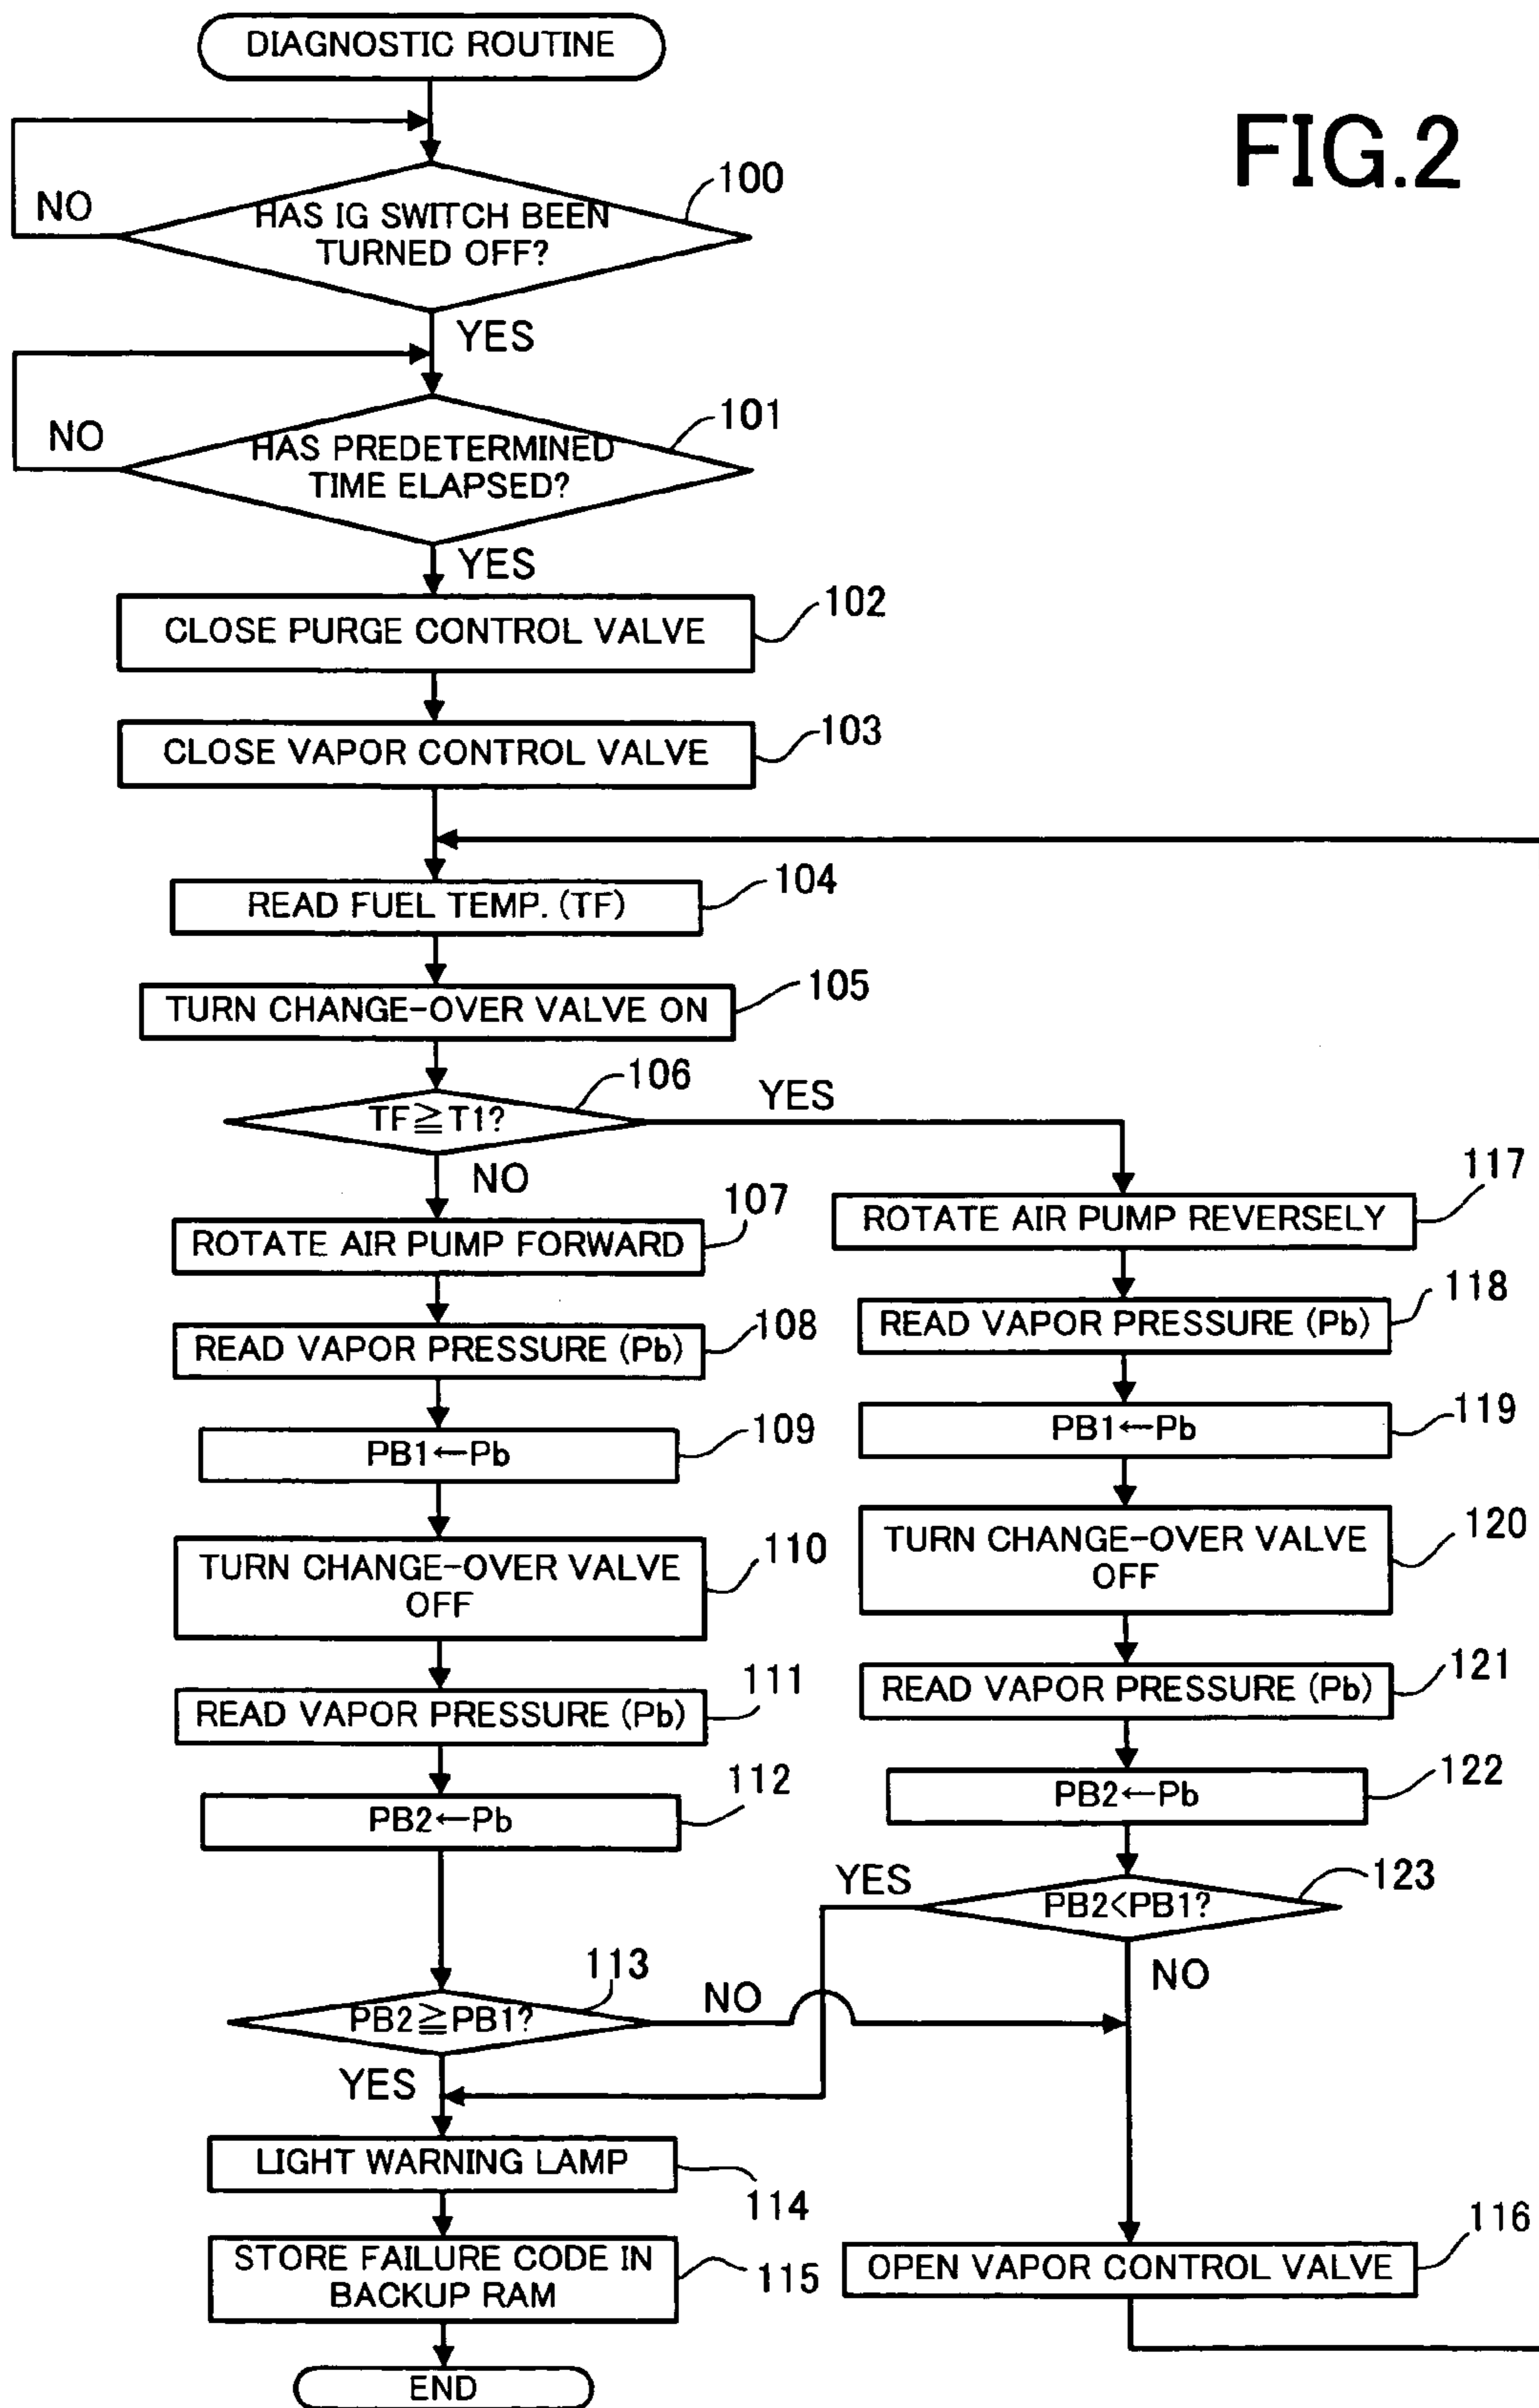 DIAGNOSTIC ROUTINE
FIG.2
100
NO
HAS IG SWITCH BEEN
TURNED OFF?
YES
101
NO
HAS PREDETERMINED
TIME ELAPSED?
YES
102
CLOSE PURGE CONTROL VALVE
103
CLOSE VAPOR CONTROL VALVE
104
READ FUEL TEMP. (TF)
105
TURN CHANGE-OVER VALVE ON
106
YES
TF≧T1?
NO
107
ROTATE AIR PUMP FORWARD
108
READ VAPOR PRESSURE (Pb)
109
PB1←Pb
110
TURN CHANGE-OVER VALVE
OFF
111
READ VAPOR PRESSURE (Pb)
112
PB2←Pb
113
NO
PB2≧PB1?
YES
LIGHT WARNING LAMP
114
STORE FAILURE CODE IN
BACKUP RAM
115
END
117
ROTATE AIR PUMP REVERSELY
118
READ VAPOR PRESSURE (Pb)
119
PB1←Pb
120
TURN CHANGE-OVER VALVE
OFF
121
READ VAPOR PRESSURE (Pb)
122
PB2←Pb
YES
123
PB2<PB1?
NO
116
OPEN VAPOR CONTROL VALVE